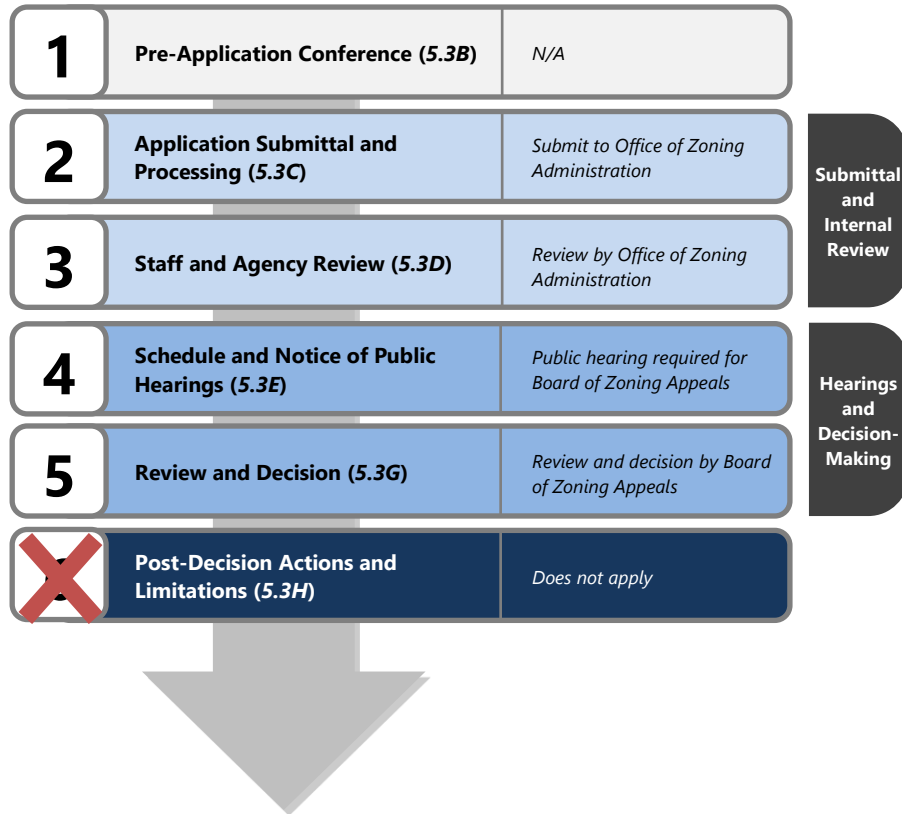 1
Pre-Application Conference (5.3B)
N/A
2
Application Submittal and
Processing (5.3C)
Submit to Office of Zoning
Administration
3
Staff and Agency Review (5.3D)
Review by Office of Zoning
Administration
Submittal
and
Internal
Review
4
Schedule and Notice of Public
Hearings (5.3E)
Public hearing required for
Board of Zoning Appeals
5
Review and Decision (5.3G)
Review and decision by Board
of Zoning Appeals
Hearings
and
Decision-
Making
Post-Decision Actions and
Limitations (5.3H)
Does not apply